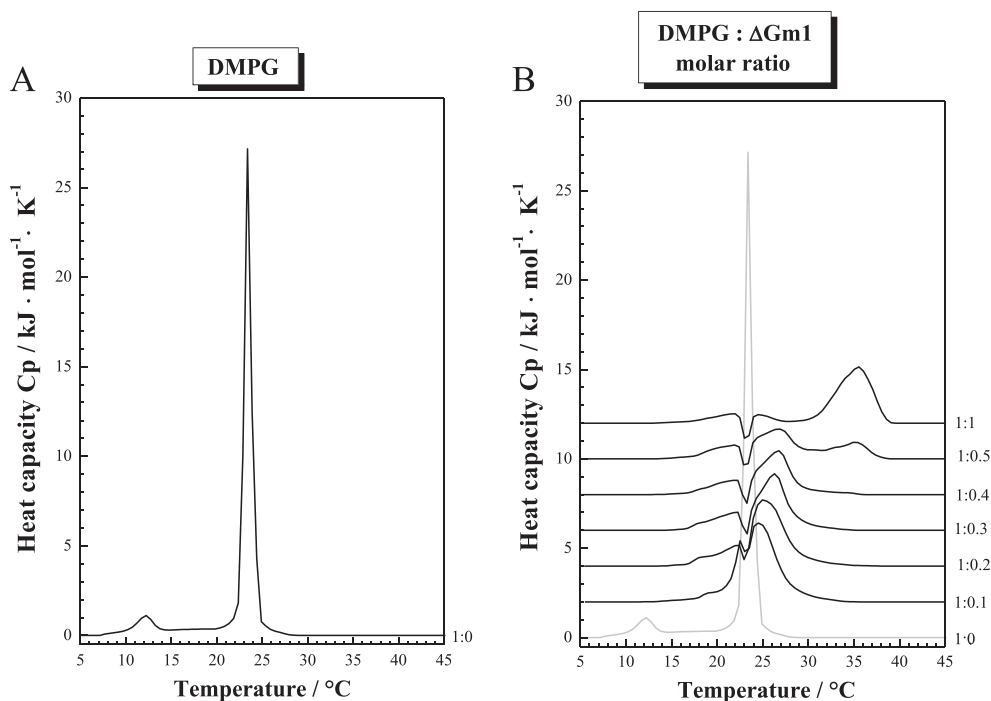 A
DMPG
Heat capacity Cp / kJ · mol⁻¹ · K⁻¹
30
25
20
15
10
5
0
1:0
5 10 15 20 25 30 35 40 45
Temperature / °C
B
DMPG : ΔGm1
molar ratio
Heat capacity Cp / kJ · mol⁻¹ · K⁻¹
30
25
20
15
10
5
0
1:1
1:0.5
1:0.4
1:0.3
1:0.2
1:0.1
1:0
5 10 15 20 25 30 35 40 45
Temperature / °C